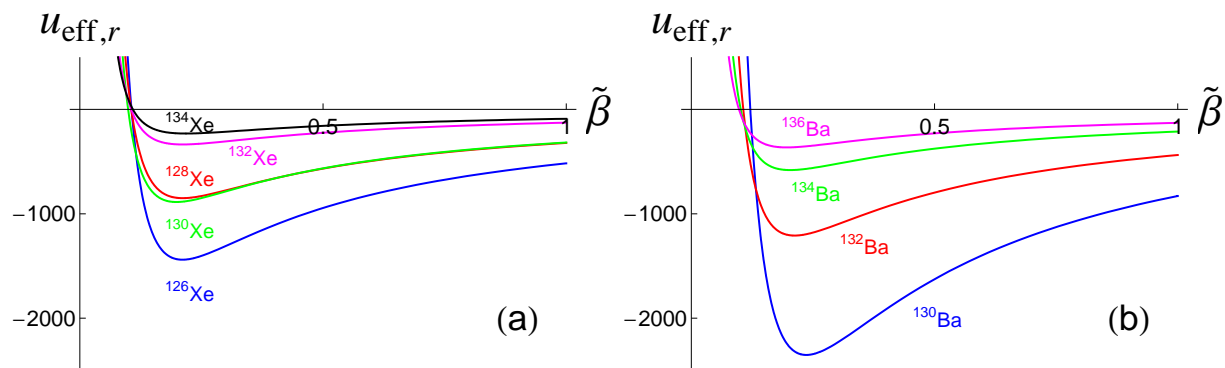 u_eff,r
β̃
0.5
1
−1000
−2000
¹³⁴Xe
¹³²Xe
¹²⁸Xe
¹³⁰Xe
¹²⁶Xe
(a)
u_eff,r
β̃
0.5
1
−1000
−2000
¹³⁶Ba
¹³⁴Ba
¹³²Ba
¹³⁰Ba
(b)